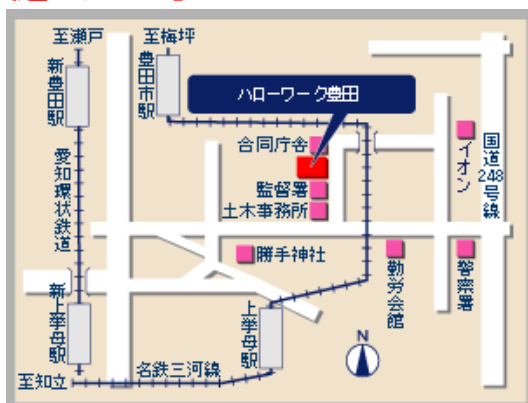 至瀬戸
至梅坪
新豊田駅
豊田市駅
ハローワーク豊田
合同庁舎
監督署
土木事務所
イオン
国道248号線
愛知環状鉄道
勝手神社
勤労会館
警察署
新上挙母駅
上挙母駅
N
名鉄三河線
至知立